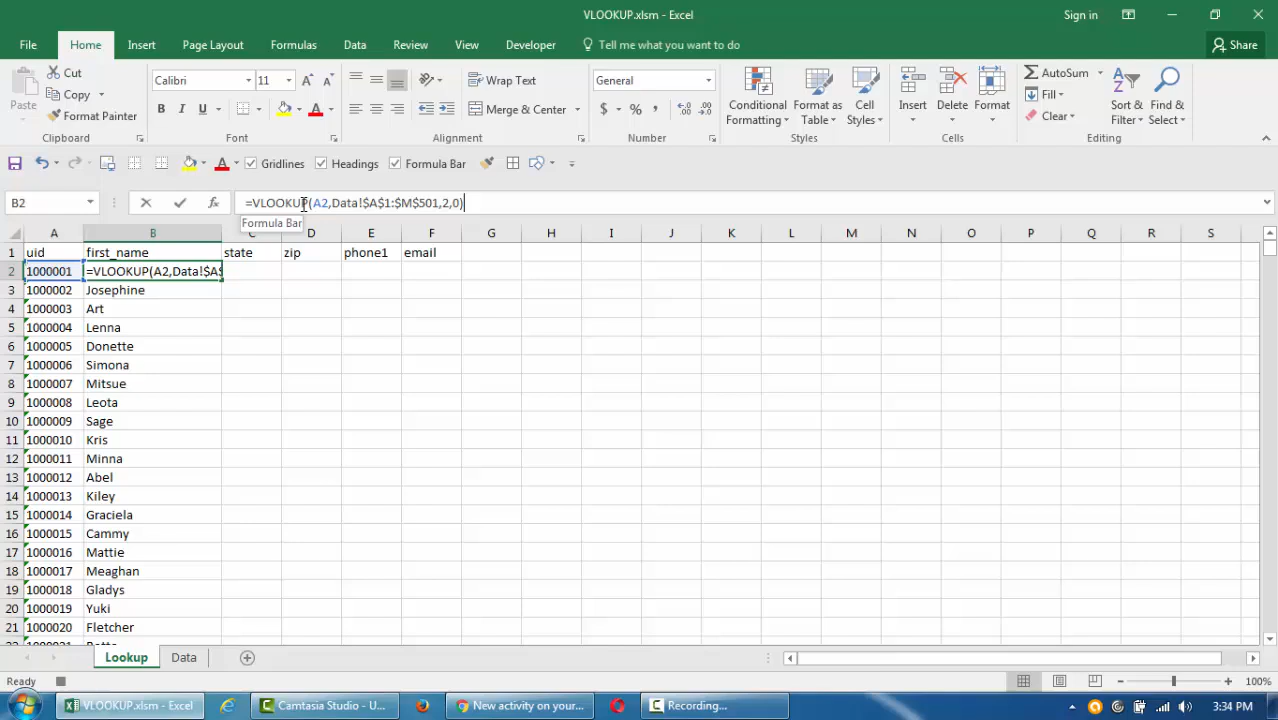 VLOOKUP.xlsm - Excel
Sign in
File Home Insert Page Layout Formulas Data Review View Developer Tell me what you want to do Share
Paste Cut Copy Format Painter Clipboard
Calibri 11 B I U A A A Font
Wrap Text Merge & Center Alignment
General $ % , Number
Conditional Formatting Format as Table Cell Styles Styles
Insert Delete Format Cells
AutoSum Fill Clear Sort & Filter Find & Select Editing
Gridlines Headings Formula Bar
B2 fx =VLOOKUP(A2,Data!$A$1:$M$501,2,0)
Formula Bar
A B C D E F G H I J K L M N O P Q R S
1 uid first_name state zip phone1 email
2 1000001 =VLOOKUP(A2,Data!$A$
3 1000002 Josephine
4 1000003 Art
5 1000004 Lenna
6 1000005 Donette
7 1000006 Simona
8 1000007 Mitsue
9 1000008 Leota
10 1000009 Sage
11 1000010 Kris
12 1000011 Minna
13 1000012 Abel
14 1000013 Kiley
15 1000014 Graciela
16 1000015 Cammy
17 1000016 Mattie
18 1000017 Meaghan
19 1000018 Gladys
20 1000019 Yuki
21 1000020 Fletcher
Lookup Data
Ready 100%
VLOOKUP.xlsm - Excel Camtasia Studio - U... New activity on your... Recording... 3:34 PM